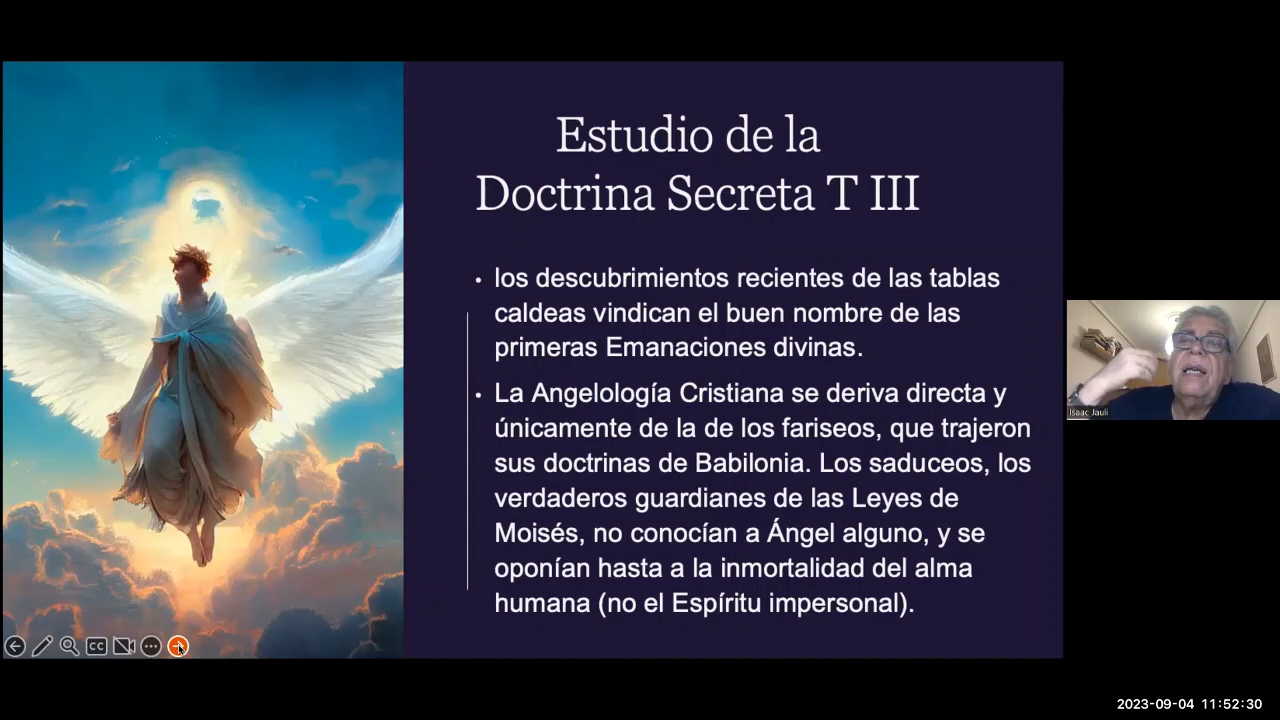 Estudio de la
Doctrina Secreta T III
• los descubrimientos recientes de las tablas
caldeas vindican el buen nombre de las
primeras Emanaciones divinas.
• La Angelología Cristiana se deriva directa y
únicamente de la de los fariseos, que trajeron
sus doctrinas de Babilonia. Los saduceos, los
verdaderos guardianes de las Leyes de
Moisés, no conocían a Ángel alguno, y se
oponían hasta a la inmortalidad del alma
humana (no el Espíritu impersonal).
Isaac Jauli
CC
2023-09-04 11:52:30